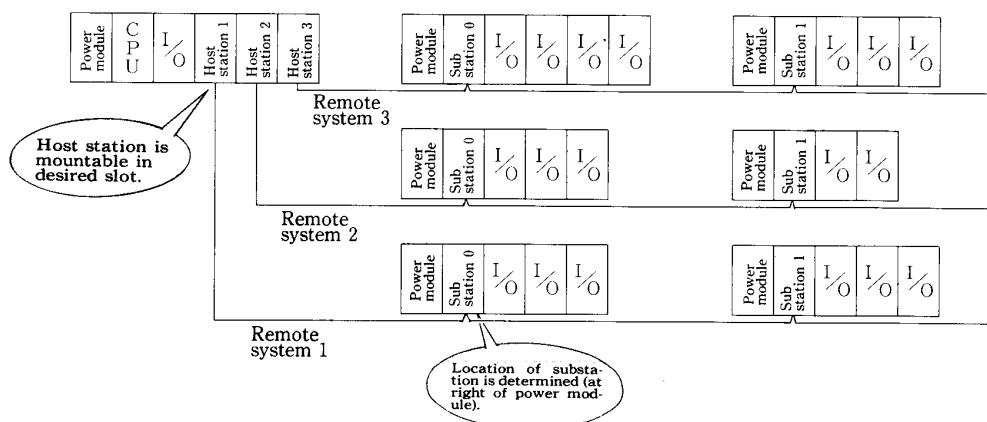 Power module
CPU
I/O
Host station 1
Host station 2
Host station 3
Power module
Sub station 0
I/O
I/O
I/O
I/O
Power module
Sub station 1
I/O
I/O
I/O
Remote
system 3
Host station is
mountable in
desired slot.
Power module
Sub station 0
I/O
I/O
I/O
Power module
Sub station 1
I/O
I/O
Remote
system 2
Power module
Sub station 0
I/O
I/O
I/O
Power module
Sub station 1
I/O
I/O
I/O
Remote
system 1
Location of substa-
tion is determined (at
right of power mod-
ule).